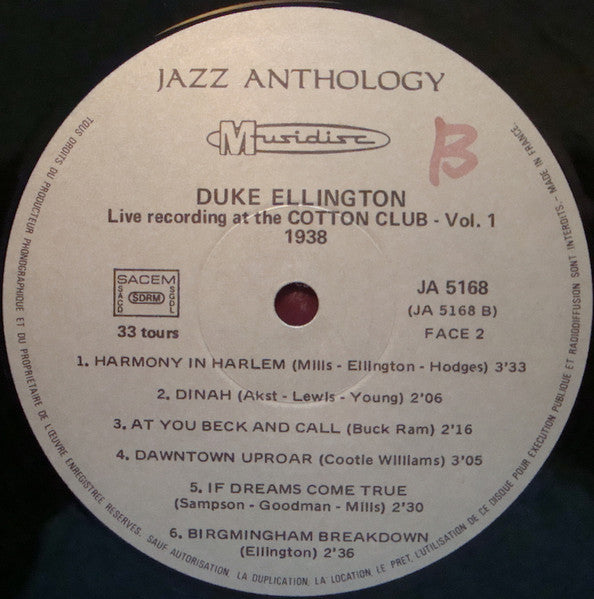 JAZZ ANTHOLOGY
Musidisc
B
DUKE ELLINGTON
Live recording at the COTTON CLUB - Vol. 1
1938
SACEM
SACD
SDRM
SGDL
33 tours
JA 5168
(JA 5168 B)
FACE 2
1. HARMONY IN HARLEM (Mills - Ellington - Hodges) 3'33
2. DINAH (Akst - Lewis - Young) 2'06
3. AT YOU BECK AND CALL (Buck Ram) 2'16
4. DAWNTOWN UPROAR (Cootie Williams) 3'05
5. IF DREAMS COME TRUE
(Sampson - Goodman - Mills) 2'30
6. BIRGMINGHAM BREAKDOWN
(Ellington) 2'36
TOUS DROITS DU PRODUCTEUR PHONOGRAPHIQUE ET DU PROPRIETAIRE DE L'ŒUVRE ENREGISTREE RESERVES. SAUF AUTORISATION, LA DUPLICATION, LA LOCATION, LE PRET, L'UTILISATION DE CE DISQUE POUR EXECUTION PUBLIQUE ET RADIODIFFUSION SONT INTERDITS. - MADE IN FRANCE.